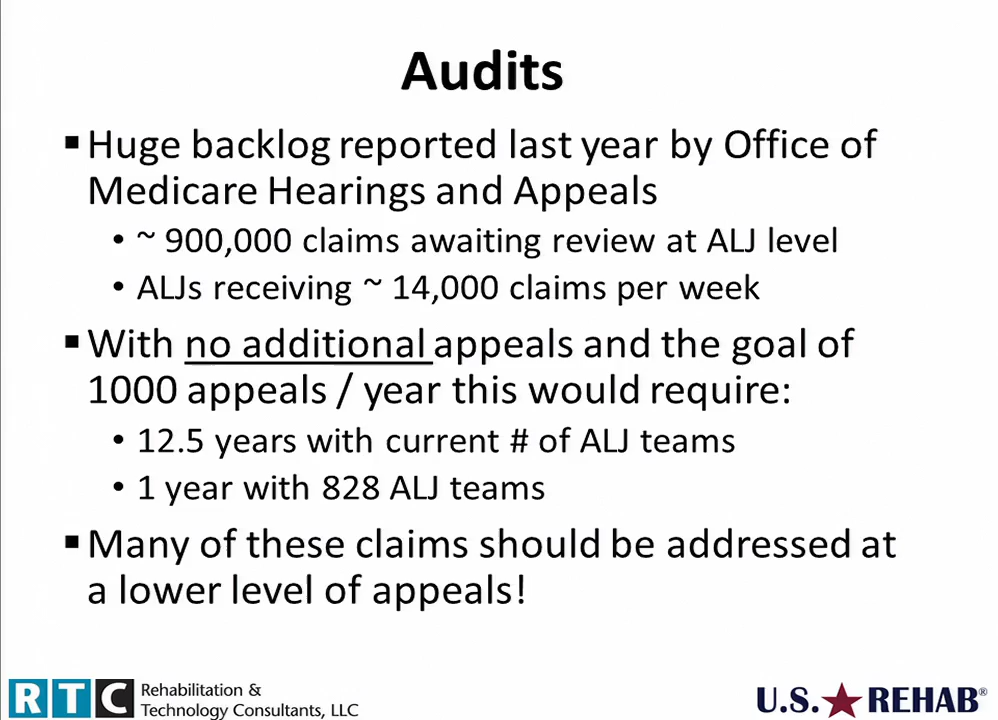 Audits
▪ Huge backlog reported last year by Office of
Medicare Hearings and Appeals
• ~ 900,000 claims awaiting review at ALJ level
• ALJs receiving ~ 14,000 claims per week
▪ With no additional appeals and the goal of
1000 appeals / year this would require:
• 12.5 years with current # of ALJ teams
• 1 year with 828 ALJ teams
▪ Many of these claims should be addressed at
a lower level of appeals!
RTC Rehabilitation &
Technology Consultants, LLC
U.S. REHAB®